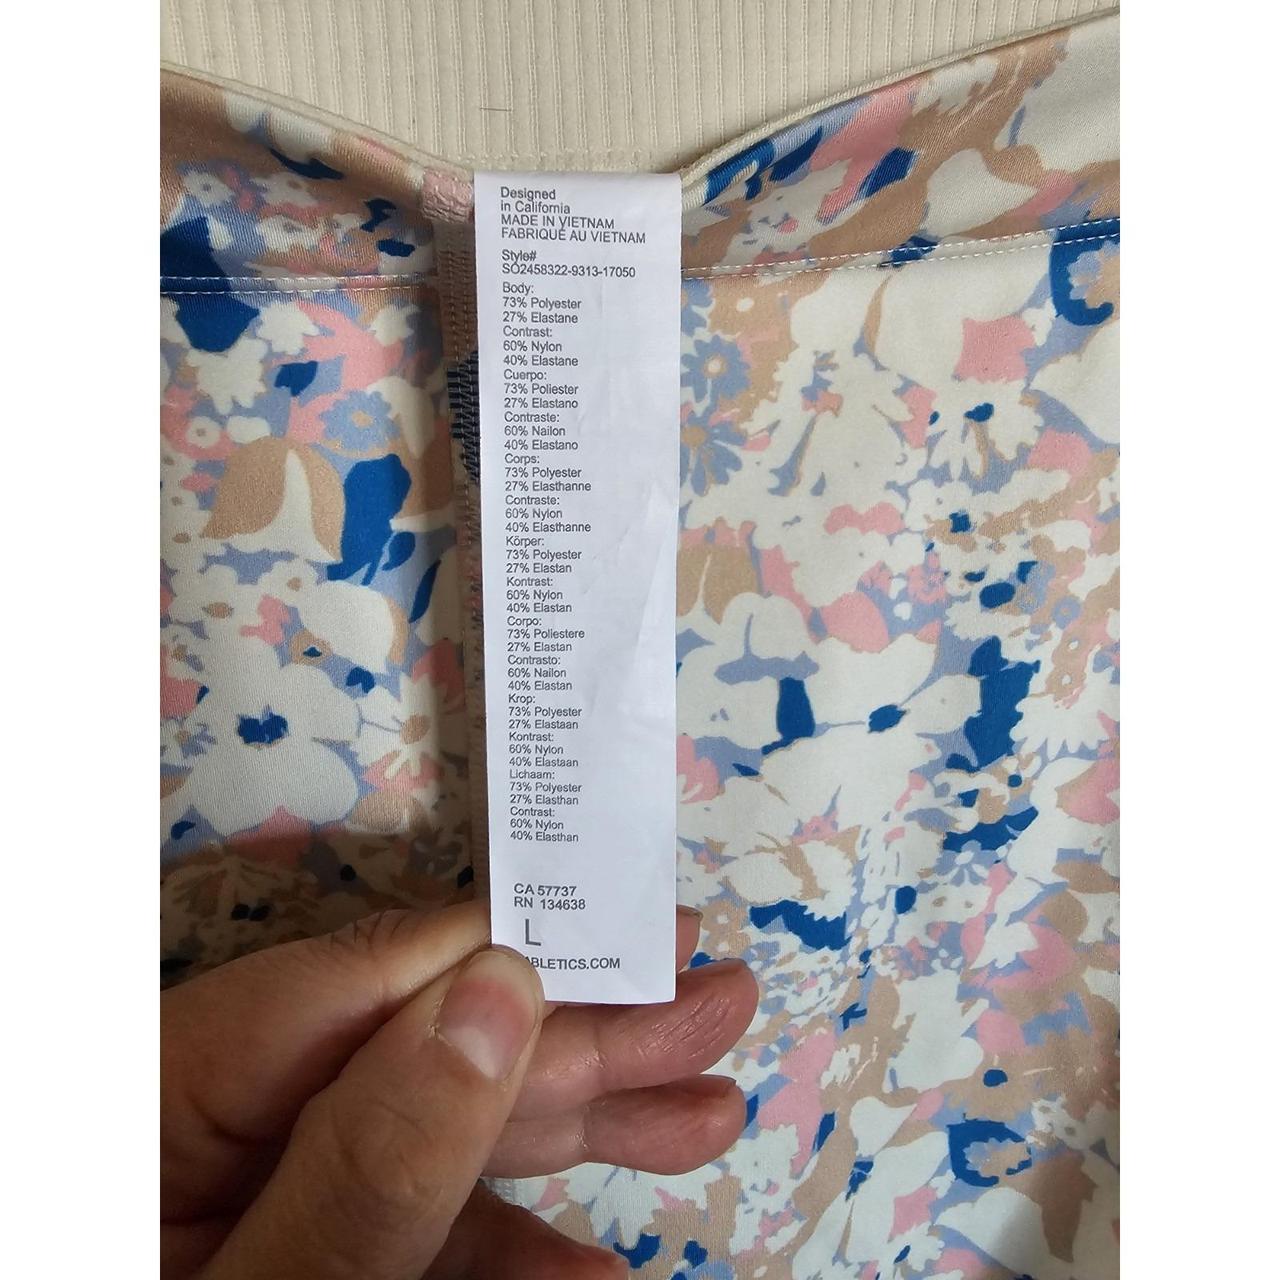 Designed
in California
MADE IN VIETNAM
FABRIQUÉ AU VIETNAM
Style#
SO2458322-9313-17050
Body:
73% Polyester
27% Elastane
Contrast:
60% Nylon
40% Elastane
Cuerpo:
73% Poliester
27% Elastano
Contraste:
60% Nailon
40% Elastano
Corps:
73% Polyester
27% Elasthanne
Contraste:
60% Nylon
40% Elasthanne
Körper:
73% Polyester
27% Elastan
Kontrast:
60% Nylon
40% Elastan
Corpo:
73% Poliestere
27% Elastan
Contrasto:
60% Nailon
40% Elastan
Krop:
73% Polyester
27% Elastaan
Kontrast:
60% Nylon
40% Elastaan
Lichaam:
73% Polyester
27% Elasthan
Contrast:
60% Nylon
40% Elasthan
CA 57737
RN 134638
L
ABLETICS.COM